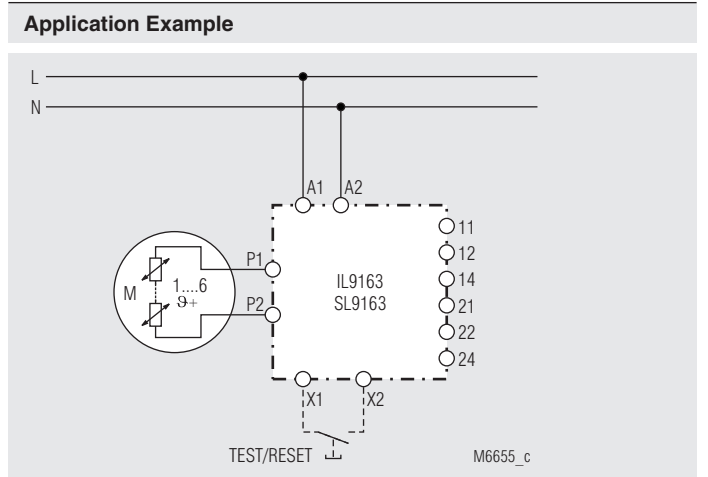 Application Example
L
N
A1 A2
11
12
14
21
22
24
P1
P2
M
1....6
ϑ+
IL9163
SL9163
X1 X2
TEST/RESET
M6655_c